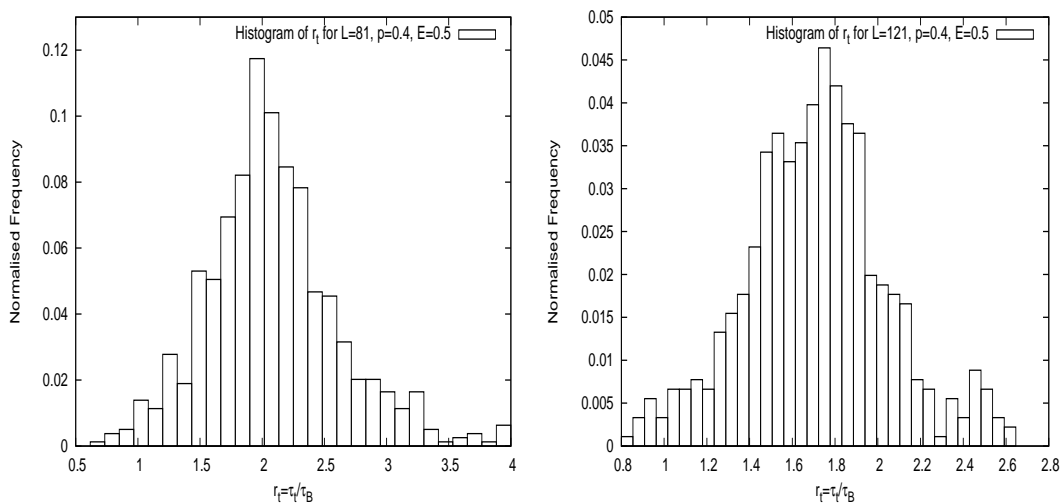 Histogram of r_t for L=81, p=0.4, E=0.5
Normalised Frequency
0.12
0.1
0.08
0.06
0.04
0.02
0
0.5 1 1.5 2 2.5 3 3.5 4
r_t=τ_t/τ_B
Histogram of r_t for L=121, p=0.4, E=0.5
Normalised Frequency
0.05
0.045
0.04
0.035
0.03
0.025
0.02
0.015
0.01
0.005
0
0.8 1 1.2 1.4 1.6 1.8 2 2.2 2.4 2.6 2.8
r_t=τ_t/τ_B